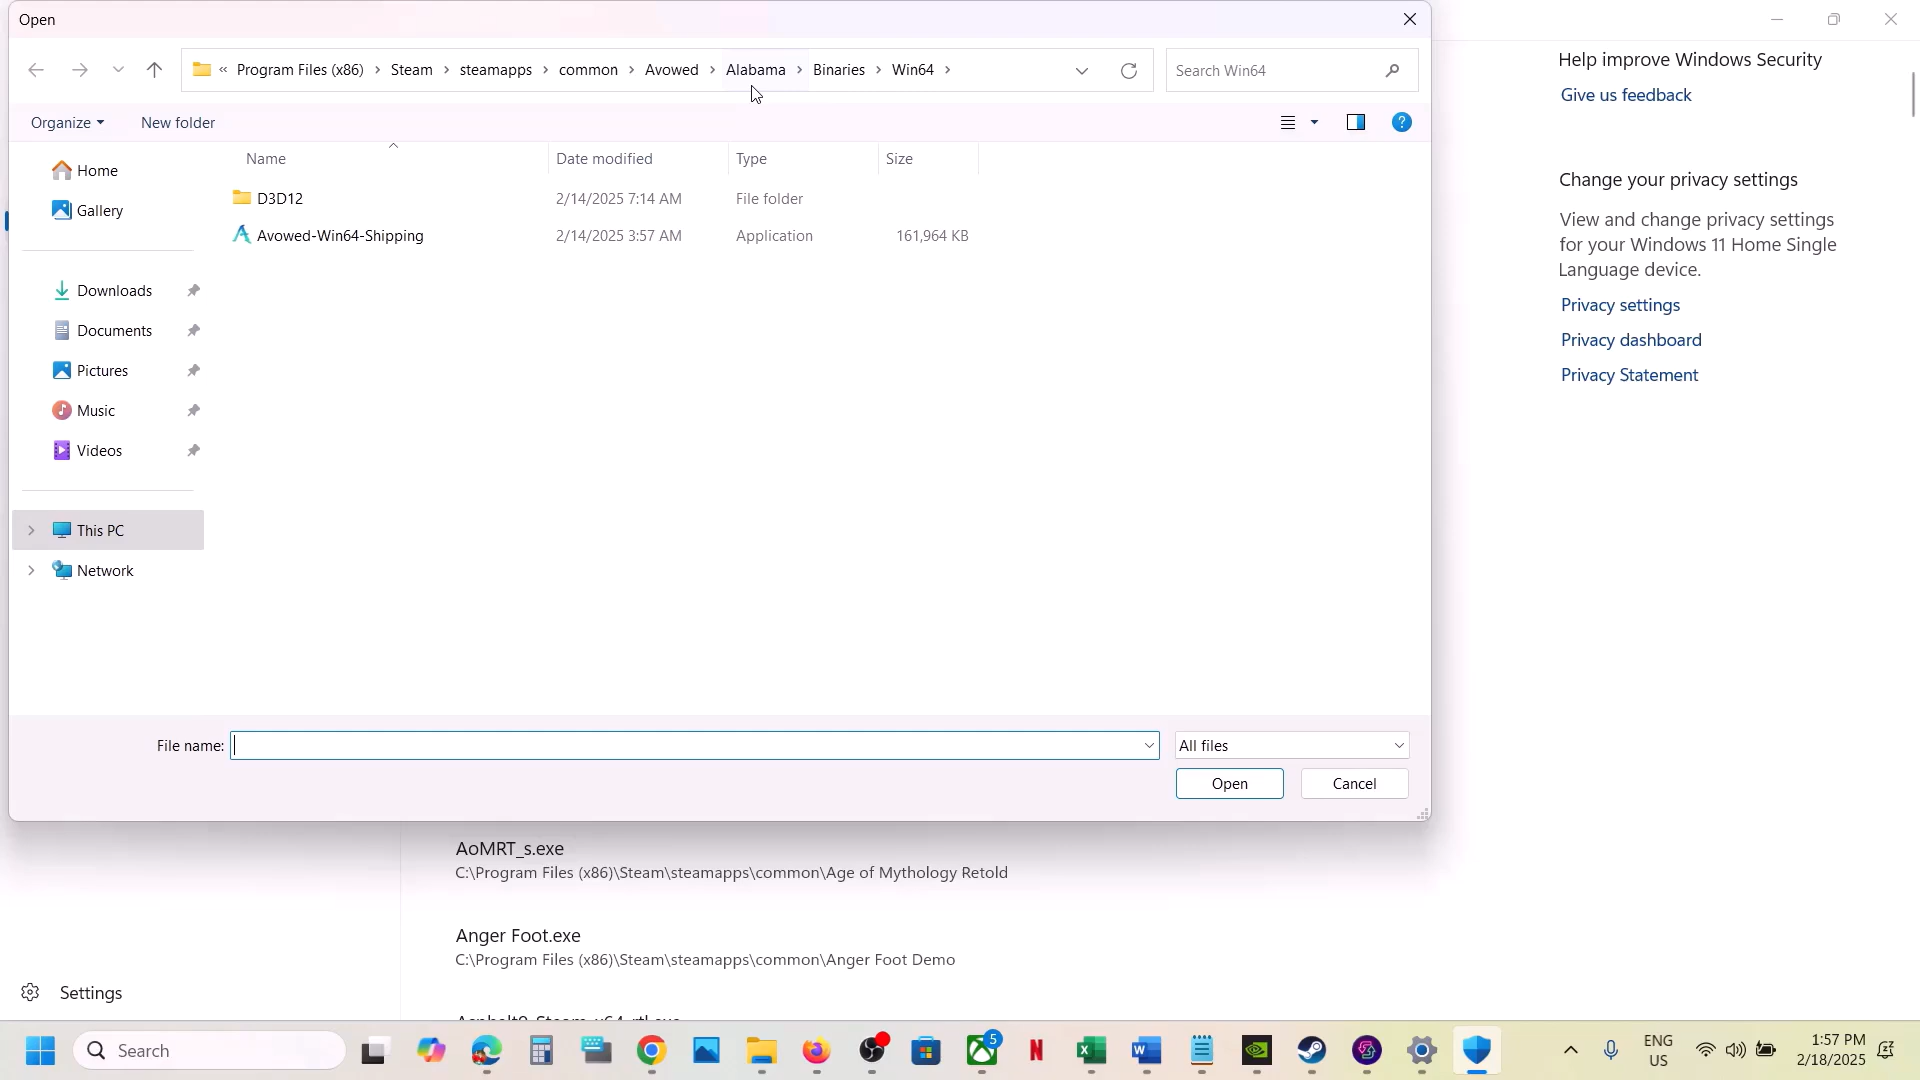 Open
« Program Files (x86) > Steam > steamapps > common > Avowed > Alabama > Binaries > Win64 >
Search Win64
Organize
New folder
Name
Date modified
Type
Size
Home
Gallery
D3D12
2/14/2025 7:14 AM
File folder
Avowed-Win64-Shipping
2/14/2025 3:57 AM
Application
161,964 KB
Downloads
Documents
Pictures
Music
Videos
This PC
Network
File name:
All files
Open
Cancel
Help improve Windows Security
Give us feedback
Change your privacy settings
View and change privacy settings
for your Windows 11 Home Single
Language device.
Privacy settings
Privacy dashboard
Privacy Statement
AoMRT_s.exe
C:\Program Files (x86)\Steam\steamapps\common\Age of Mythology Retold
Anger Foot.exe
C:\Program Files (x86)\Steam\steamapps\common\Anger Foot Demo
Settings
Search
5
ENG
US
1:57 PM
2/18/2025